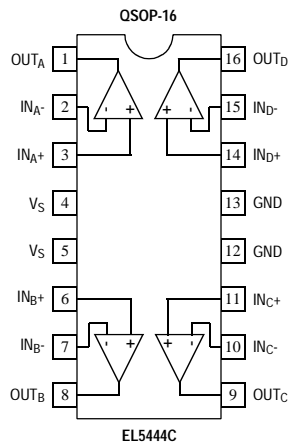 QSOP-16
OUTA 1 16 OUTD
INA- 2 - + + - 15 IND-
INA+ 3 14 IND+
VS 4 13 GND
VS 5 12 GND
INB+ 6 11 INC+
INB- 7 - + + - 10 INC-
OUTB 8 9 OUTC
EL5444C